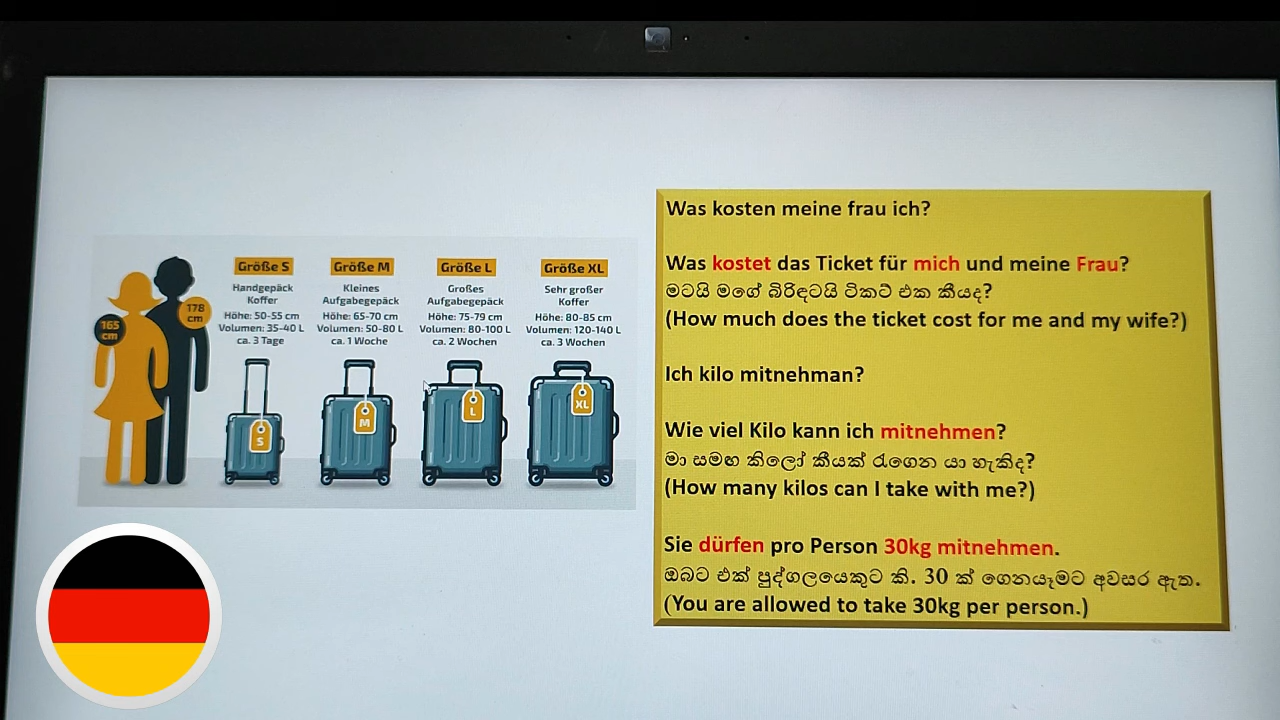 165
cm
178
cm
Größe S
Handgepäck
Koffer
Höhe: 50-55 cm
Volumen: 35-40 L
ca. 3 Tage
S
Größe M
Kleines
Aufgabegepäck
Höhe: 65-70 cm
Volumen: 50-80 L
ca. 1 Woche
M
Größe L
Großes
Aufgabegepäck
Höhe: 75-79 cm
Volumen: 80-100 L
ca. 2 Wochen
L
Größe XL
Sehr großer
Koffer
Höhe: 80-85 cm
Volumen: 120-140 L
ca. 3 Wochen
XL
Was kosten meine frau ich?
Was kostet das Ticket für mich und meine Frau?
මටයි මගේ බිරිඳටයි ටිකට් එක කීයද?
(How much does the ticket cost for me and my wife?)
Ich kilo mitnehman?
Wie viel Kilo kann ich mitnehmen?
මා සමඟ කිලෝ කීයක් රැගෙන යා හැකිද?
(How many kilos can I take with me?)
Sie dürfen pro Person 30kg mitnehmen.
ඔබට එක් පුද්ගලයෙකුට කි. 30 ක් ගෙනයෑමට අවසර ඇත.
(You are allowed to take 30kg per person.)